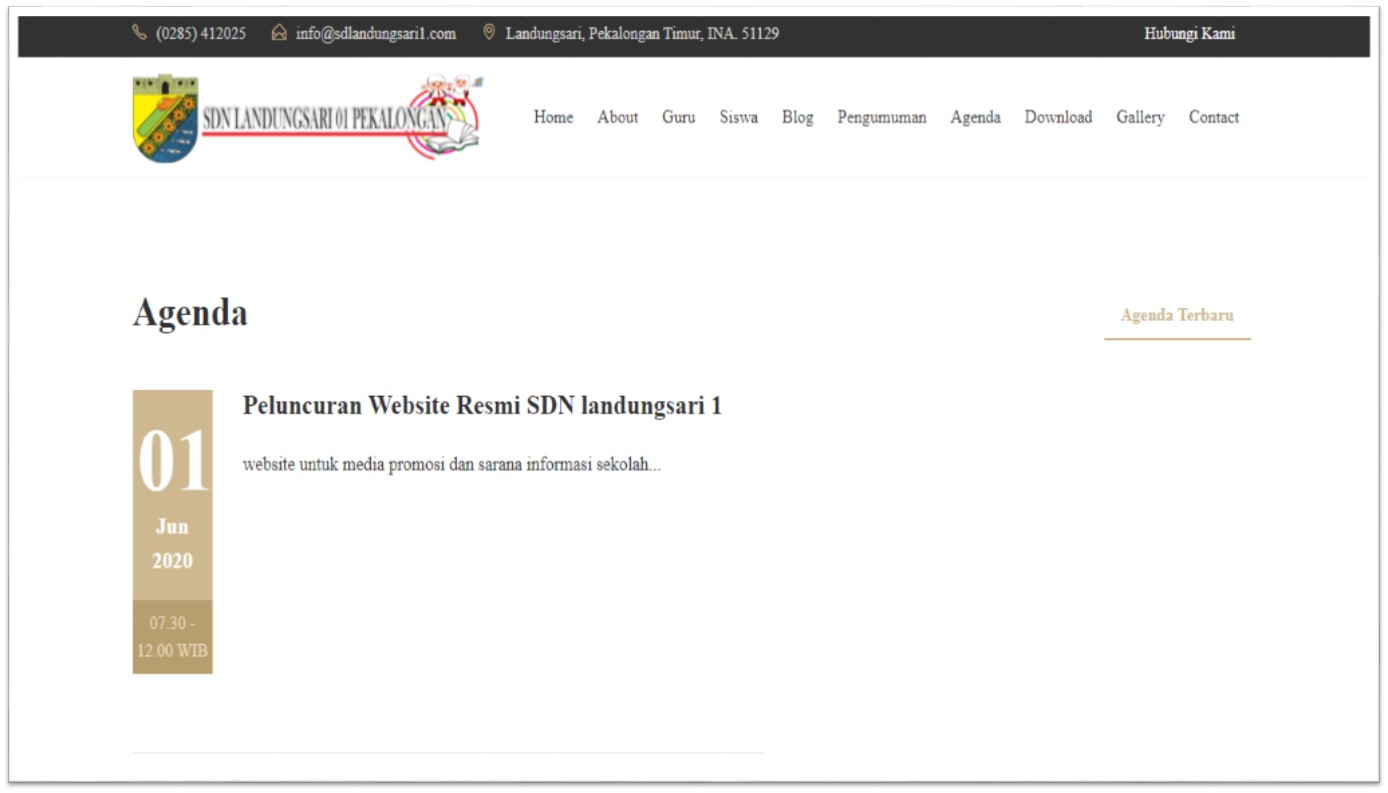 (0285) 412025 info@sdlandungsari1.com Landungsari, Pekalongan Timur, INA. 51129 Hubungi Kami
SDN LANDUNGSARI 01 PEKALONGAN
Home About Guru Siswa Blog Pengumuman Agenda Download Gallery Contact
Agenda
Agenda Terbaru
01
Jun
2020
07.30 -
12.00 WIB
Peluncuran Website Resmi SDN landungsari 1
website untuk media promosi dan sarana informasi sekolah...